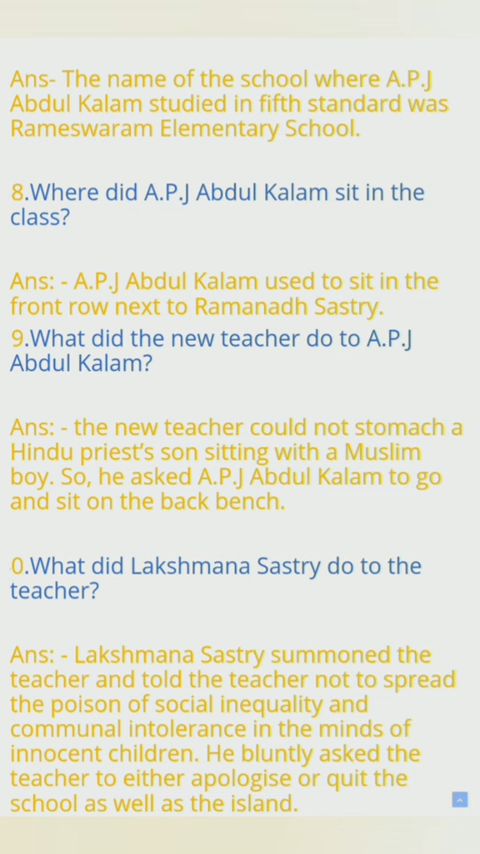 Ans- The name of the school where A.P.J
Abdul Kalam studied in fifth standard was
Rameswaram Elementary School.
8.Where did A.P.J Abdul Kalam sit in the
class?
Ans: - A.P.J Abdul Kalam used to sit in the
front row next to Ramanadh Sastry.
9.What did the new teacher do to A.P.J
Abdul Kalam?
Ans: - the new teacher could not stomach a
Hindu priest’s son sitting with a Muslim
boy. So, he asked A.P.J Abdul Kalam to go
and sit on the back bench.
0.What did Lakshmana Sastry do to the
teacher?
Ans: - Lakshmana Sastry summoned the
teacher and told the teacher not to spread
the poison of social inequality and
communal intolerance in the minds of
innocent children. He bluntly asked the
teacher to either apologise or quit the
school as well as the island.